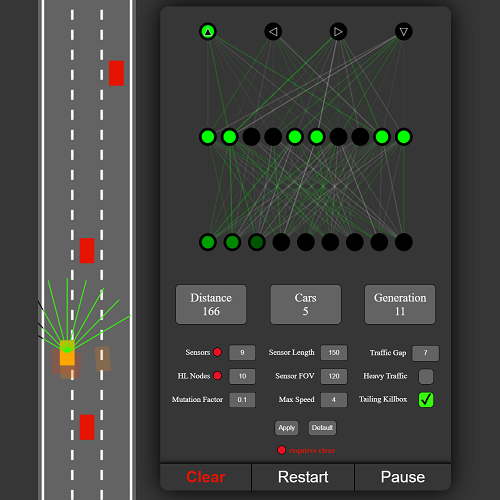 Distance Cars Generation
166 5 11
Sensors 9 Sensor Length 150 Traffic Gap 7
HL Nodes 10 Sensor FOV 120 Heavy Traffic
Mutation Factor 0.1 Max Speed 4 Tailing Killbox
Apply Default
requires clear
Clear Restart Pause